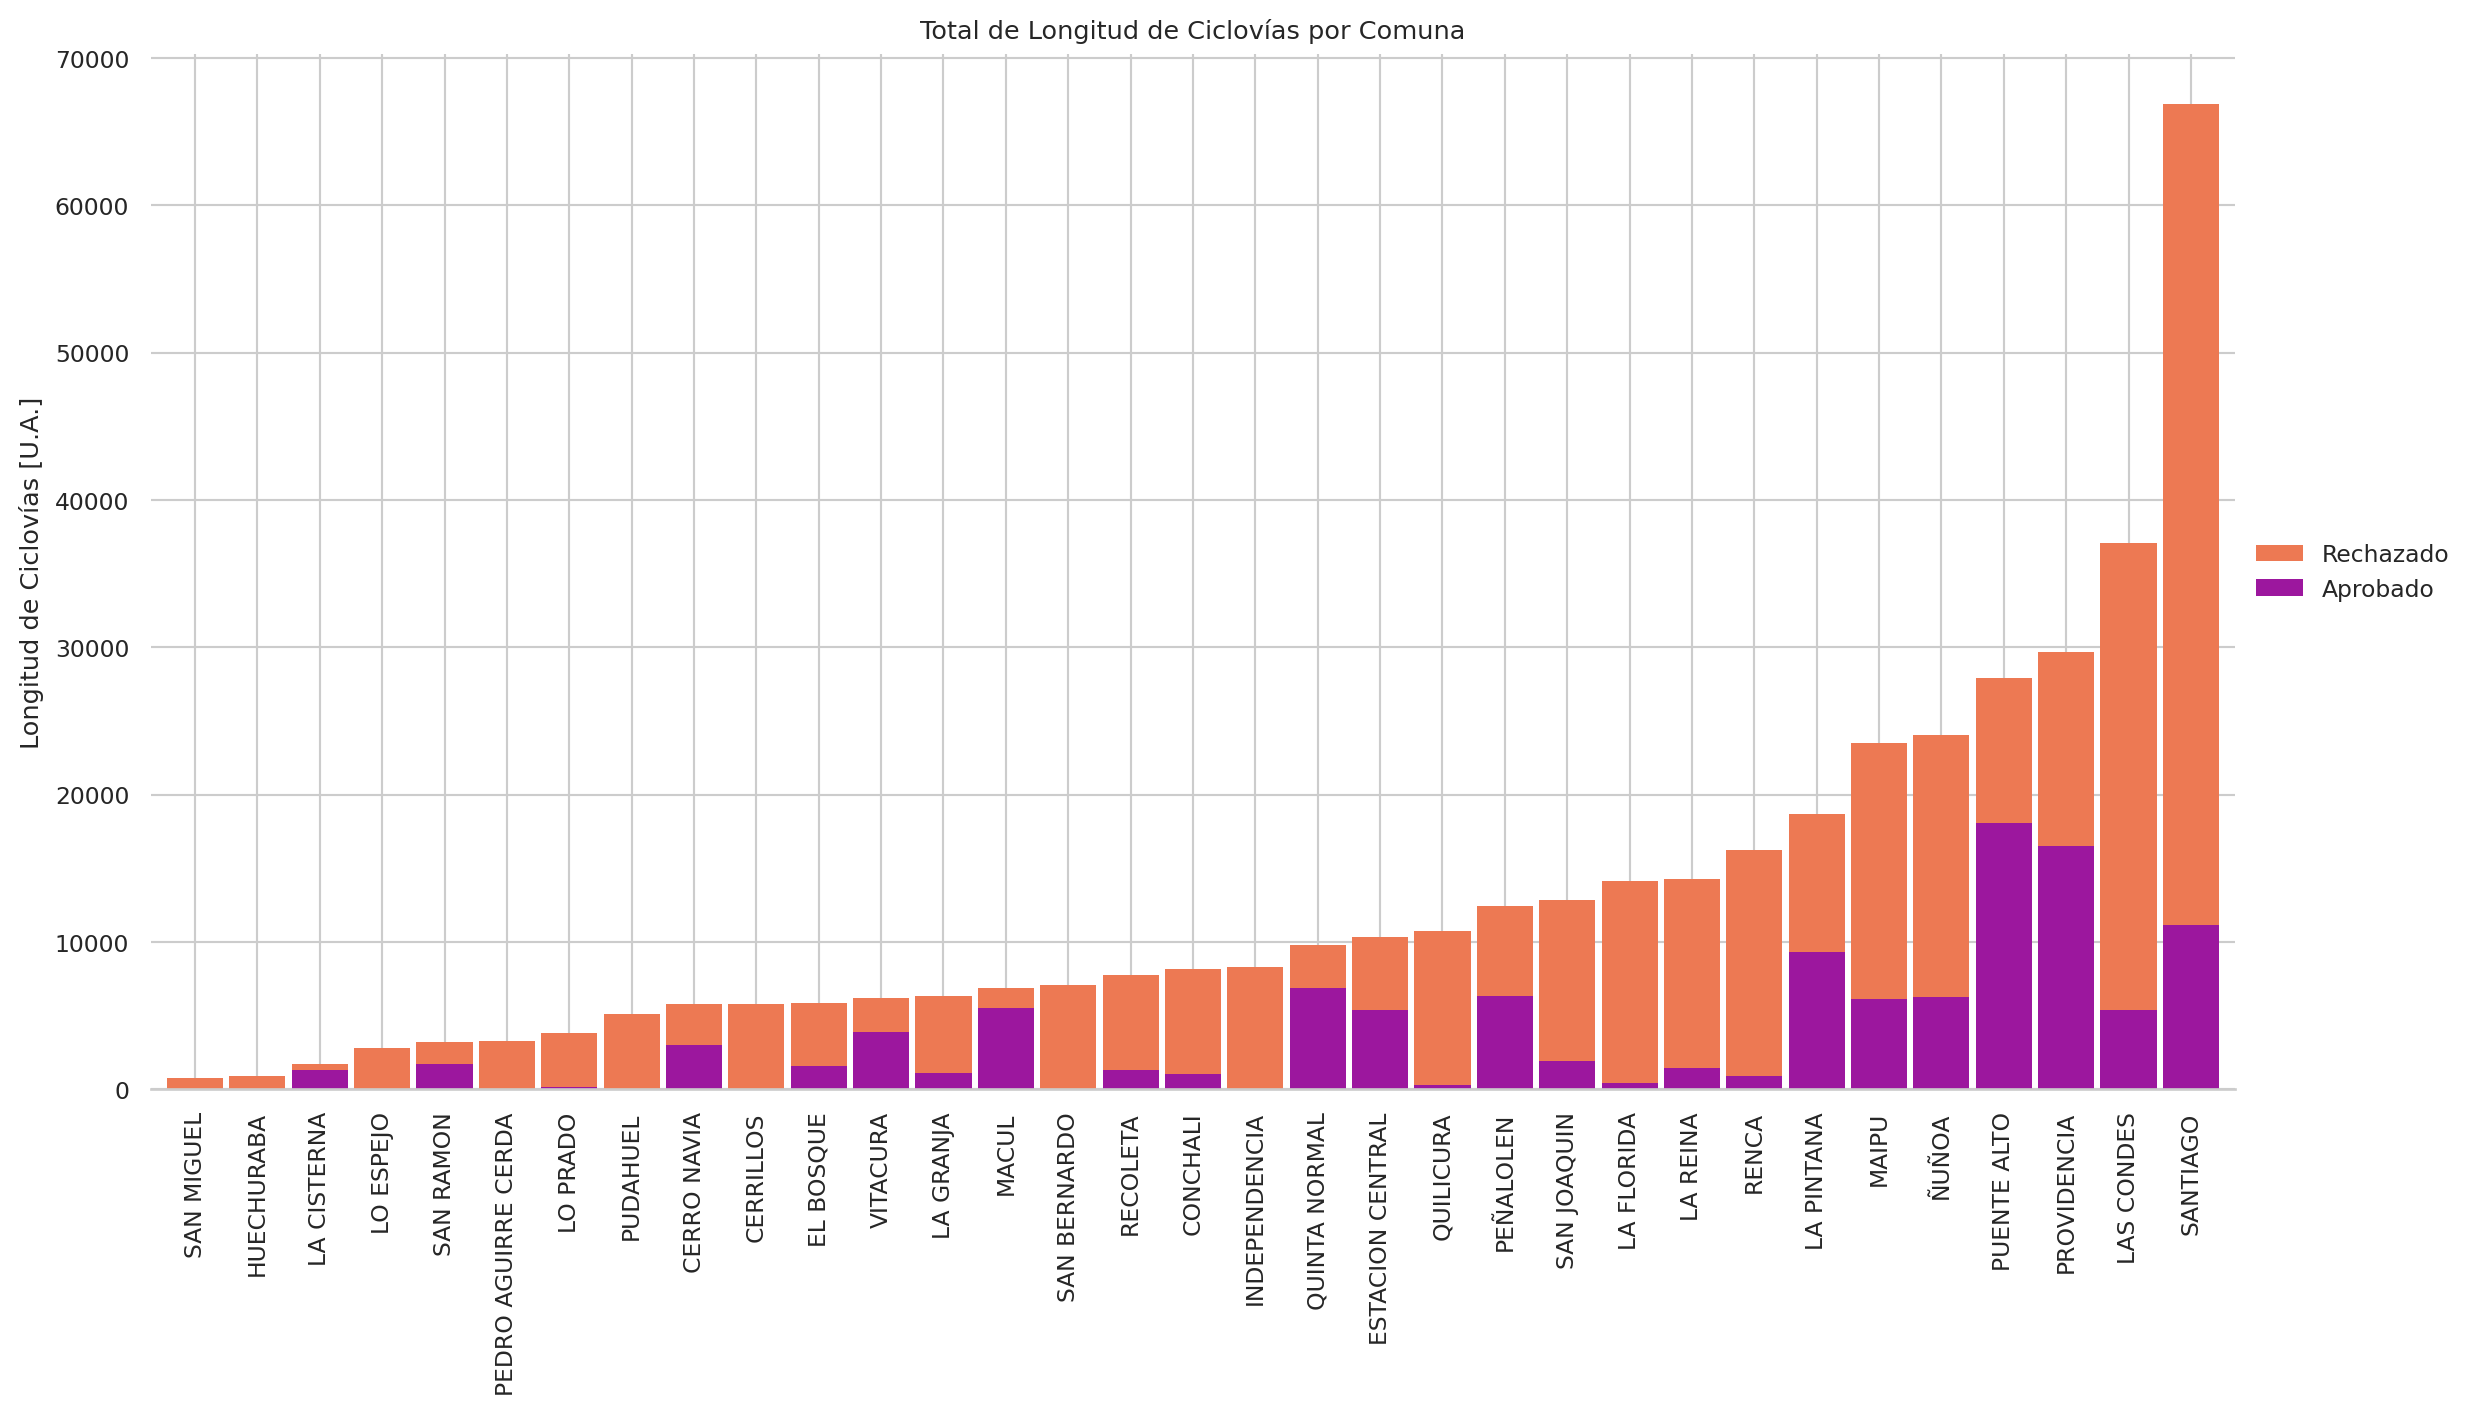 Total de Longitud de Ciclovías por Comuna
Longitud de Ciclovías [U.A.]
70000
60000
50000
40000
30000
20000
10000
0
Rechazado
Aprobado
SAN MIGUEL
HUECHURABA
LA CISTERNA
LO ESPEJO
SAN RAMON
PEDRO AGUIRRE CERDA
LO PRADO
PUDAHUEL
CERRO NAVIA
CERRILLOS
EL BOSQUE
VITACURA
LA GRANJA
MACUL
SAN BERNARDO
RECOLETA
CONCHALI
INDEPENDENCIA
QUINTA NORMAL
ESTACION CENTRAL
QUILICURA
PEÑALOLEN
SAN JOAQUIN
LA FLORIDA
LA REINA
RENCA
LA PINTANA
MAIPU
ÑUÑOA
PUENTE ALTO
PROVIDENCIA
LAS CONDES
SANTIAGO